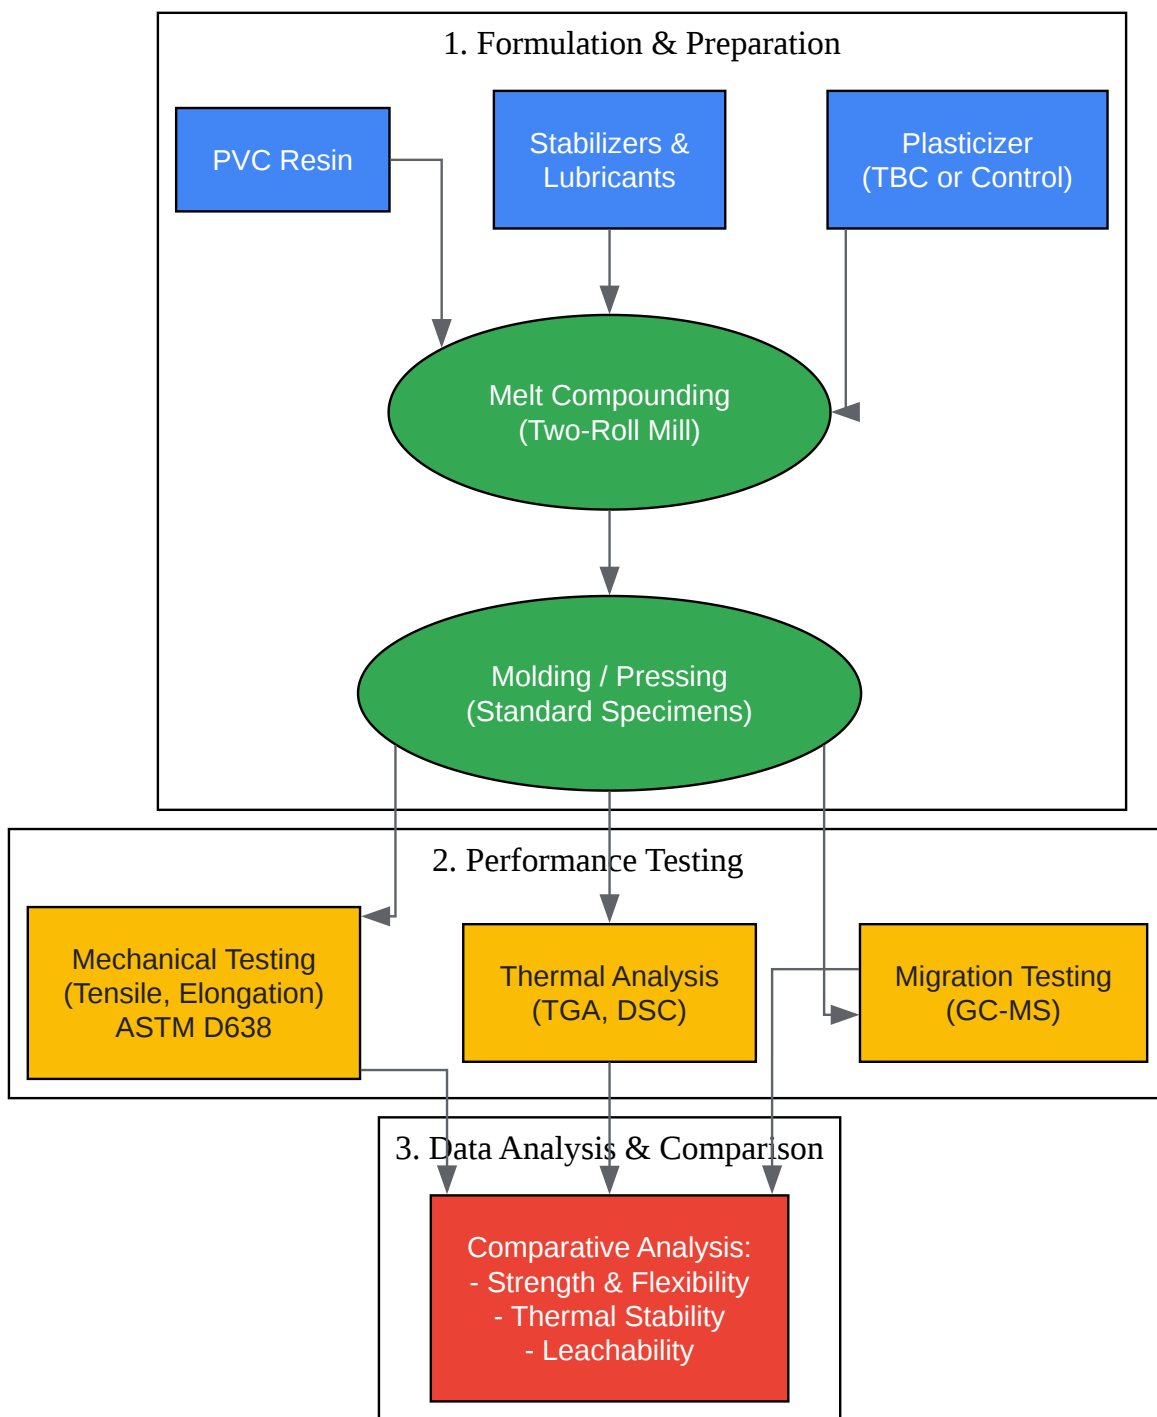 1. Formulation & Preparation
PVC Resin
Stabilizers &
Lubricants
Plasticizer
(TBC or Control)
Melt Compounding
(Two-Roll Mill)
Molding / Pressing
(Standard Specimens)
2. Performance Testing
Mechanical Testing
(Tensile, Elongation)
ASTM D638
Thermal Analysis
(TGA, DSC)
Migration Testing
(GC-MS)
3. Data Analysis & Comparison
Comparative Analysis:
- Strength & Flexibility
- Thermal Stability
- Leachability